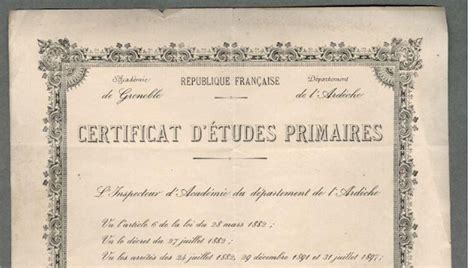 Académie
RÉPUBLIQUE FRANÇAISE
Département
de Grenoble
de l'Ardèche
CERTIFICAT D'ÉTUDES PRIMAIRES
L'Inspecteur d'Académie du département de l'Ardèche
Vu l'article 6 de la loi du 28 mars 1882 ;
Vu le décret du 27 juillet 1882 ;
Vu les arrêtés des 24 juillet 1882, 29 décembre 1891 et 31 juillet 1897 ;